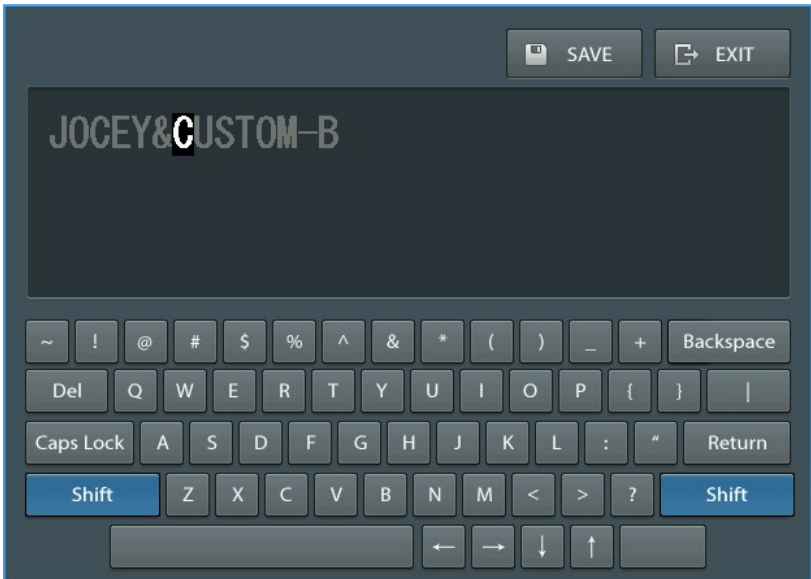 SAVE EXIT
JOCEY&CUSTOM-B
~ ! @ # $ % ^ & * ( ) _ + Backspace
Del Q W E R T Y U I O P { } |
Caps Lock A S D F G H J K L : " Return
Shift Z X C V B N M < > ? Shift
← → ↓ ↑